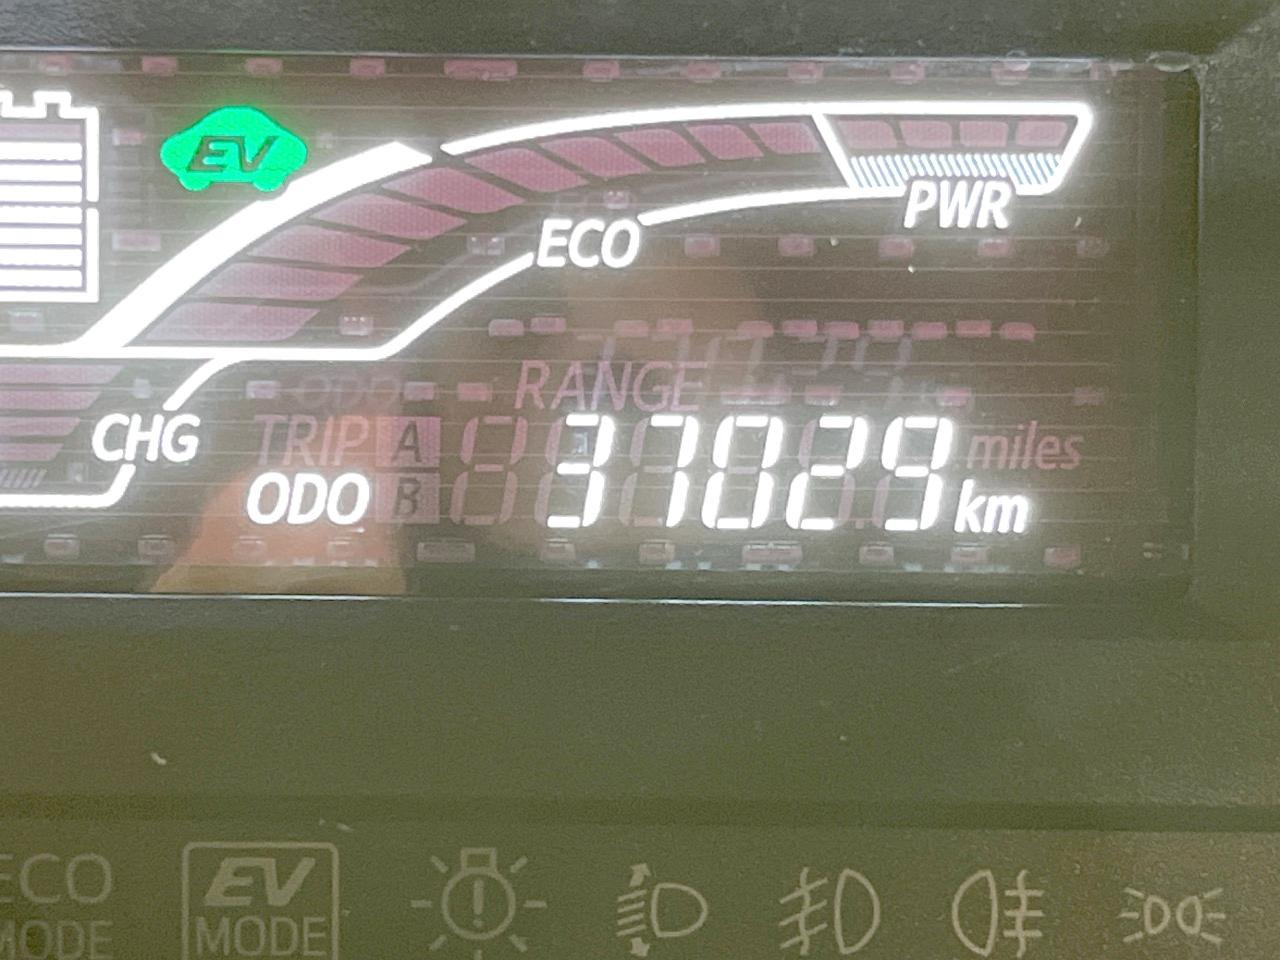 EV
PWR
ECO
RANGE
CHG
TRIP A 37029 miles
ODO B km
ECO EV
MODE MODE